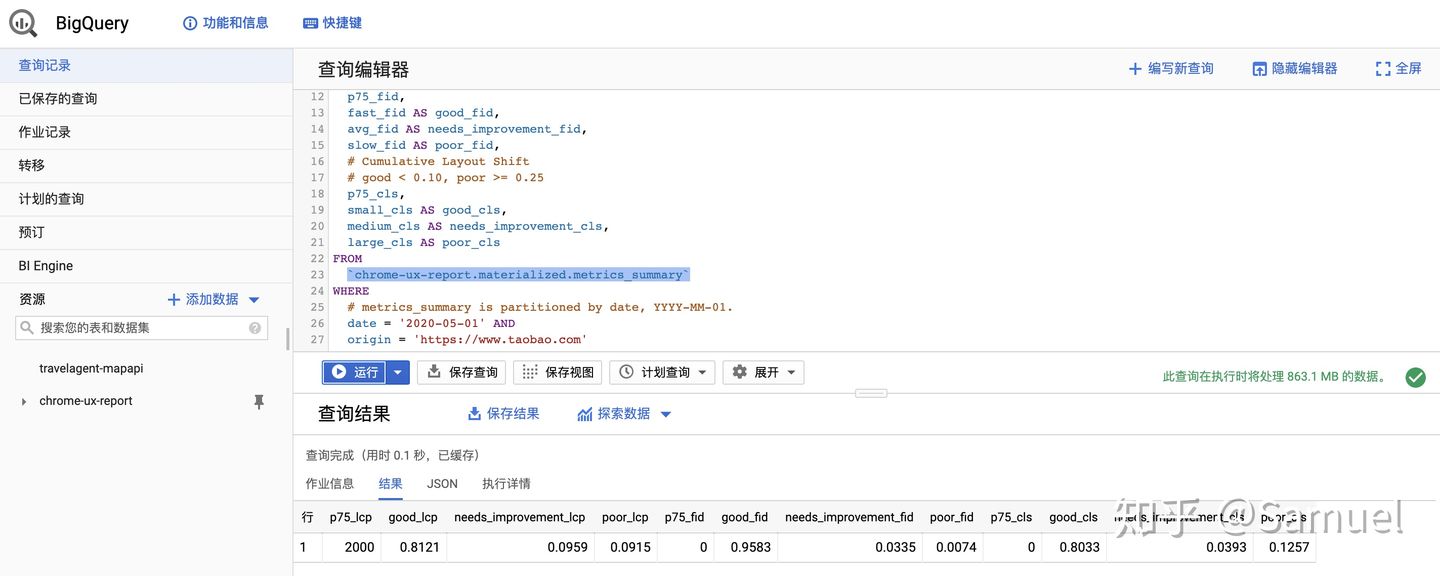 BigQuery 功能和信息 快捷键
查询记录
已保存的查询
作业记录
转移
计划的查询
预订
BI Engine
资源 添加数据
搜索您的表和数据集
travelagent-mapapi
chrome-ux-report
查询编辑器 编写新查询 隐藏编辑器 全屏
12 p75_fid,
13 fast_fid AS good_fid,
14 avg_fid AS needs_improvement_fid,
15 slow_fid AS poor_fid,
16 # Cumulative Layout Shift
17 # good < 0.10, poor >= 0.25
18 p75_cls,
19 small_cls AS good_cls,
20 medium_cls AS needs_improvement_cls,
21 large_cls AS poor_cls
22 FROM
23 `chrome-ux-report.materialized.metrics_summary`
24 WHERE
25 # metrics_summary is partitioned by date, YYYY-MM-01.
26 date = '2020-05-01' AND
27 origin = 'https://www.taobao.com'
运行 保存查询 保存视图 计划查询 展开 此查询在执行时将处理 863.1 MB 的数据。
查询结果 保存结果 探索数据
查询完成（用时 0.1 秒，已缓存）
作业信息 结果 JSON 执行详情
行 p75_lcp good_lcp needs_improvement_lcp poor_lcp p75_fid good_fid needs_improvement_fid poor_fid p75_cls good_cls needs_improvement_cls poor_cls
1 2000 0.8121 0.0959 0.0915 0 0.9583 0.0335 0.0074 0 0.8033 0.0393 0.1257
知乎 @Samuel